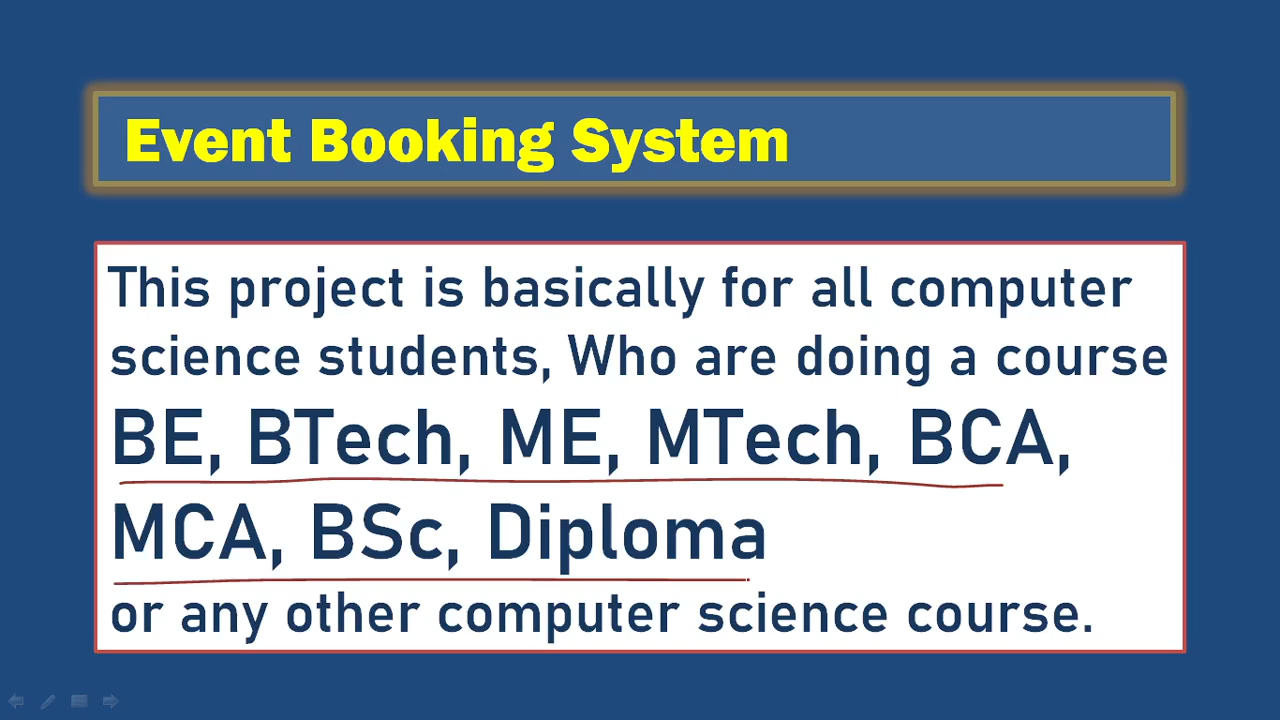 Event Booking System
This project is basically for all computer
science students, Who are doing a course
BE, BTech, ME, MTech, BCA,
MCA, BSc, Diploma
or any other computer science course.